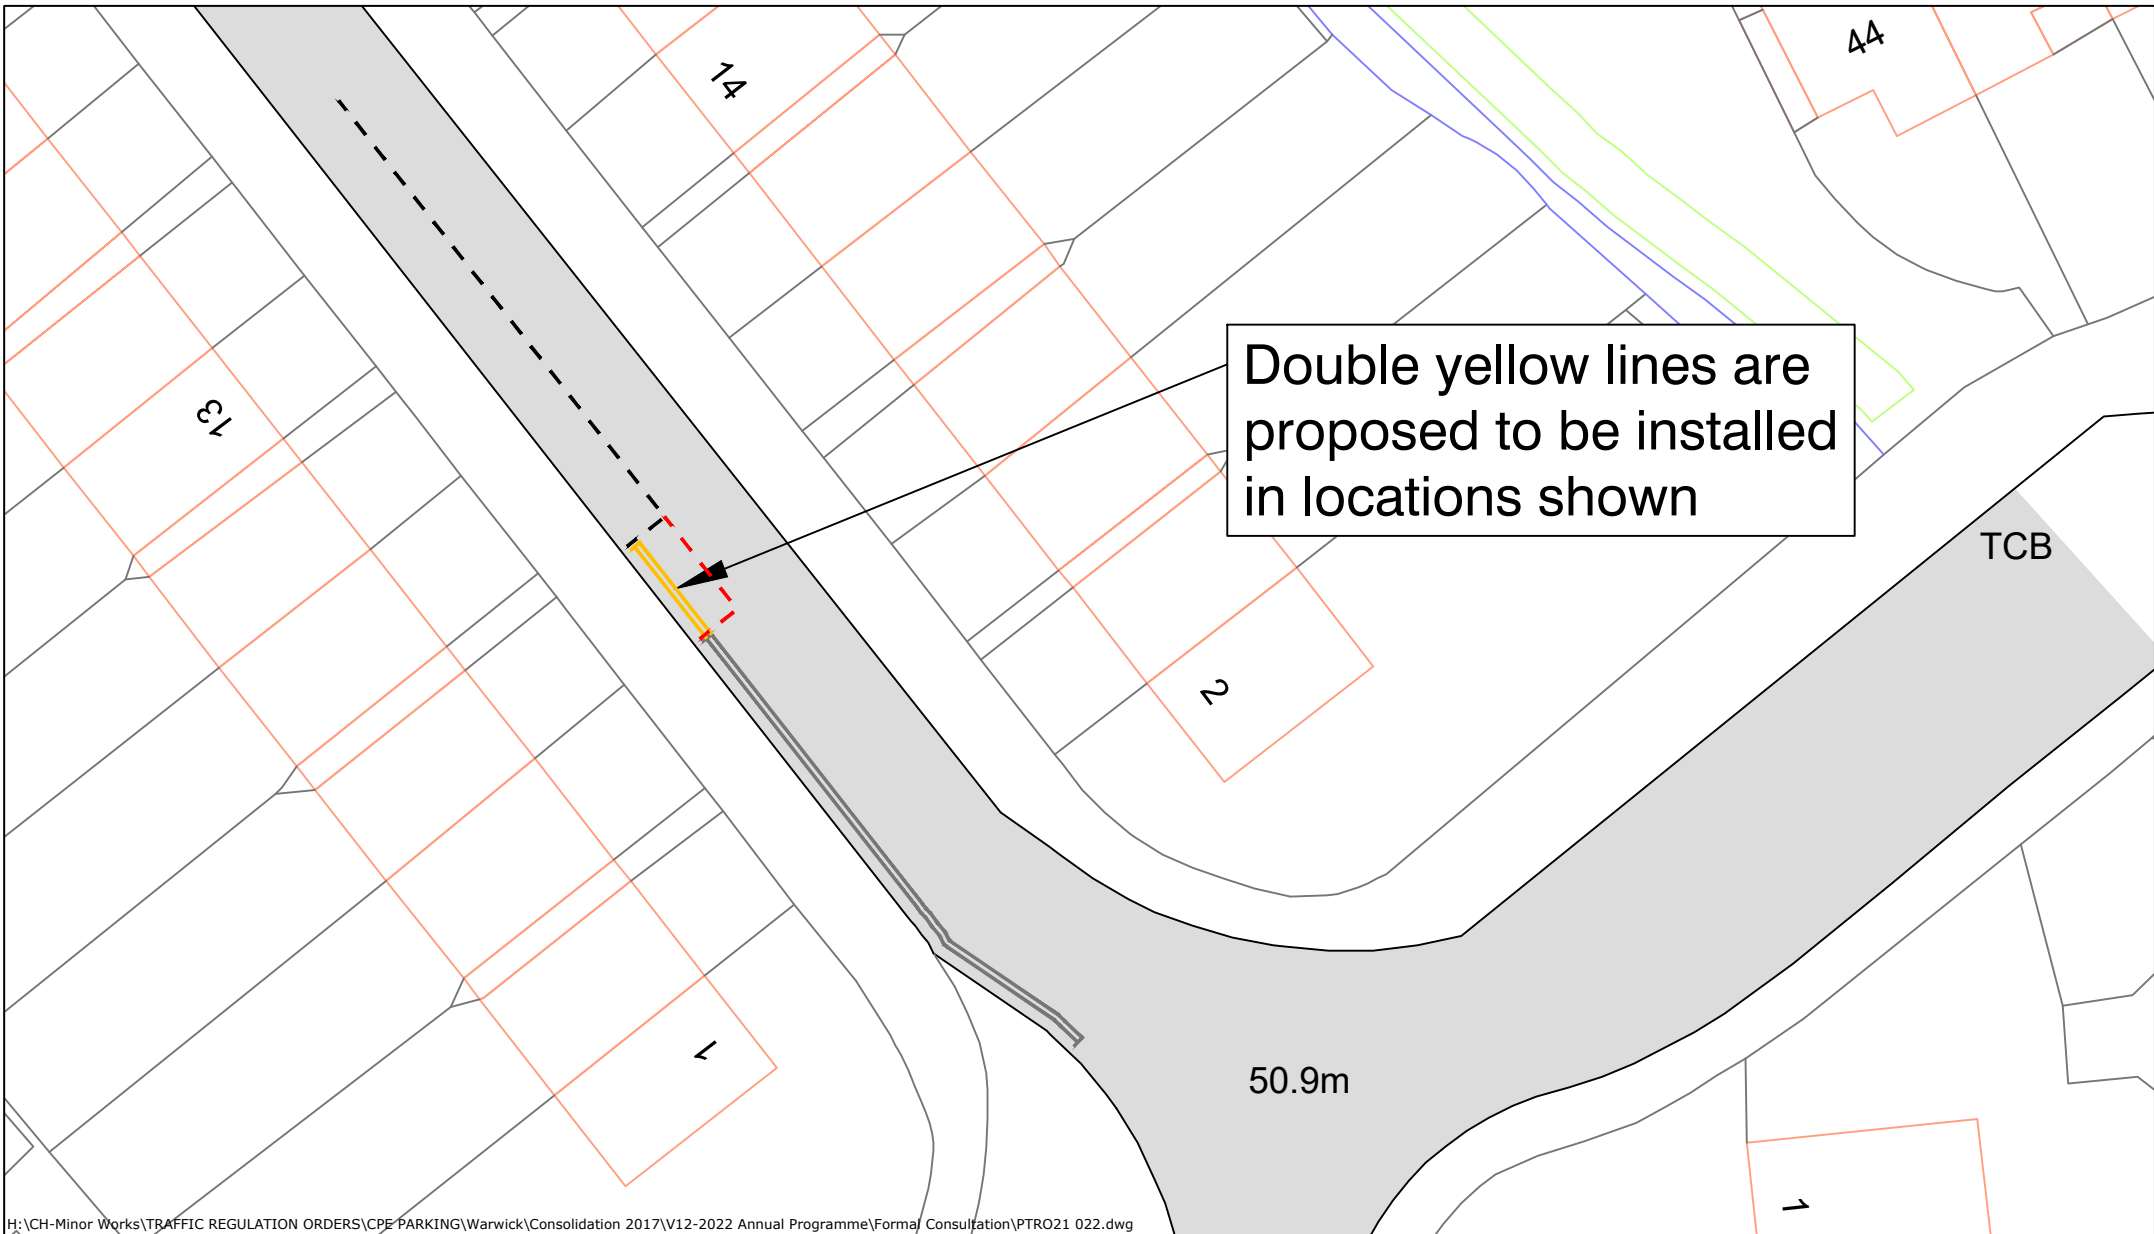 14
44
13
Double yellow lines are
proposed to be installed
in locations shown
TCB
2
1
50.9m
1
H:\CH-Minor Works\TRAFFIC REGULATION ORDERS\CPE PARKING\Warwick\Consolidation 2017\V12-2022 Annual Programme\Formal Consultation\PTRO21 022.dwg